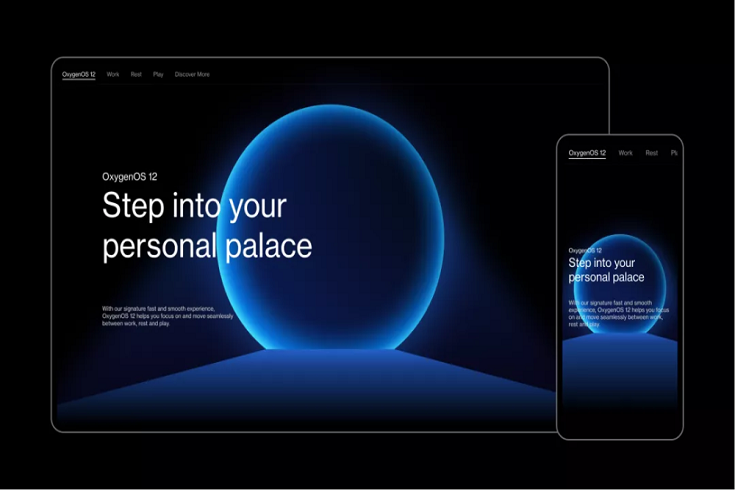 OxygenOS 12 Work Rest Play Discover More
OxygenOS 12
Step into your
personal palace
With our signature fast and smooth experience,
OxygenOS 12 helps you focus on and move seamlessly
between work, rest and play.
OxygenOS 12 Work Rest Pl
OxygenOS 12
Step into your
personal palace
With our signature fast and smooth
experience, OxygenOS 12 helps you focus
on and move seamlessly between work,
rest and play.